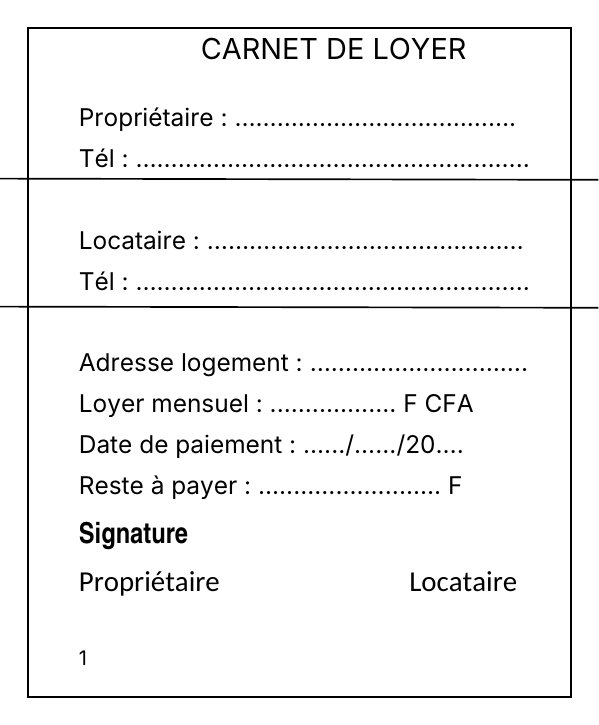 CARNET DE LOYER
Propriétaire : ........................................
Tél : ........................................................
Locataire : .............................................
Tél : ........................................................
Adresse logement : ...............................
Loyer mensuel : .................. F CFA
Date de paiement : ....../....../20....
Reste à payer : .......................... F
Signature
Propriétaire Locataire
1